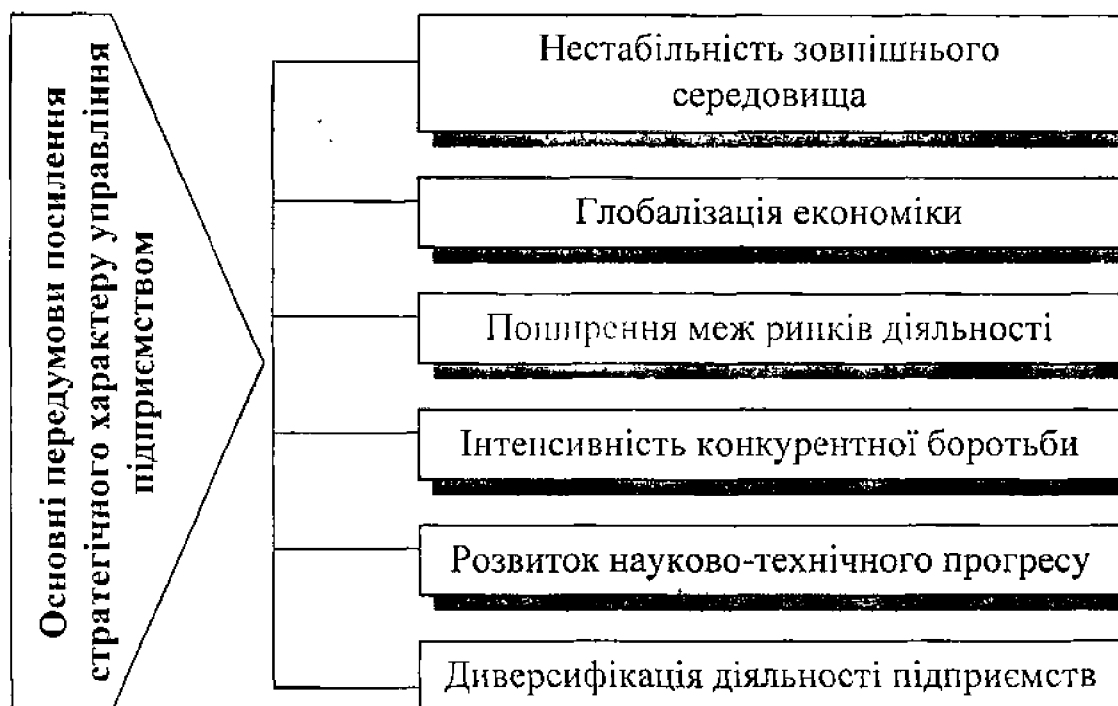 Основні передумови посилення
стратегічного характеру управління
підприємством
Нестабільність зовнішнього
середовища
Глобалізація економіки
Поширення меж ринків діяльності
Інтенсивність конкурентної боротьби
Розвиток науково-технічного прогресу
Диверсифікація діяльності підприємств